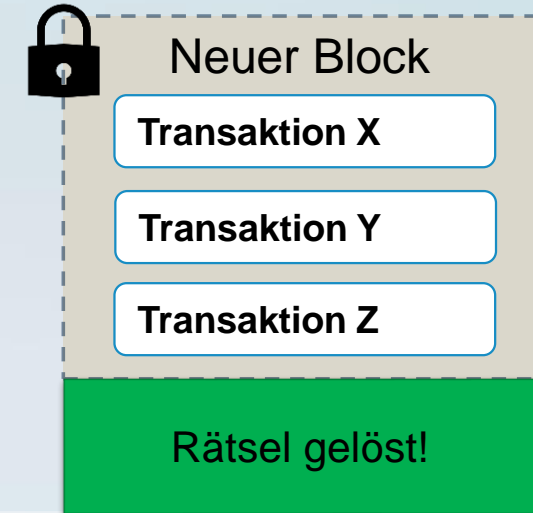 Neuer Block
Transaktion X
Transaktion Y
Transaktion Z
Rätsel gelöst!